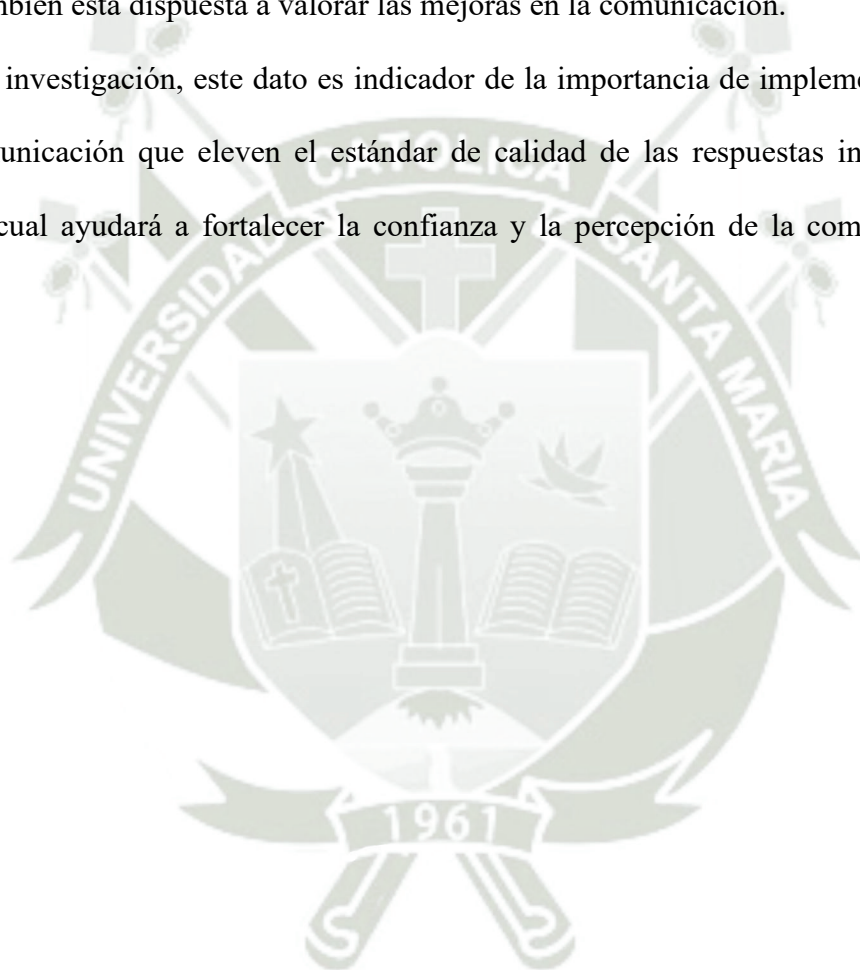 mbién está dispuesta a valorar las mejoras en la comunicación.
investigación, este dato es indicador de la importancia de implem
unicación que eleven el estándar de calidad de las respuestas in
cual ayudará a fortalecer la confianza y la percepción de la com
UNIVERSIDAD CATOLICA SANTA MARIA
1961